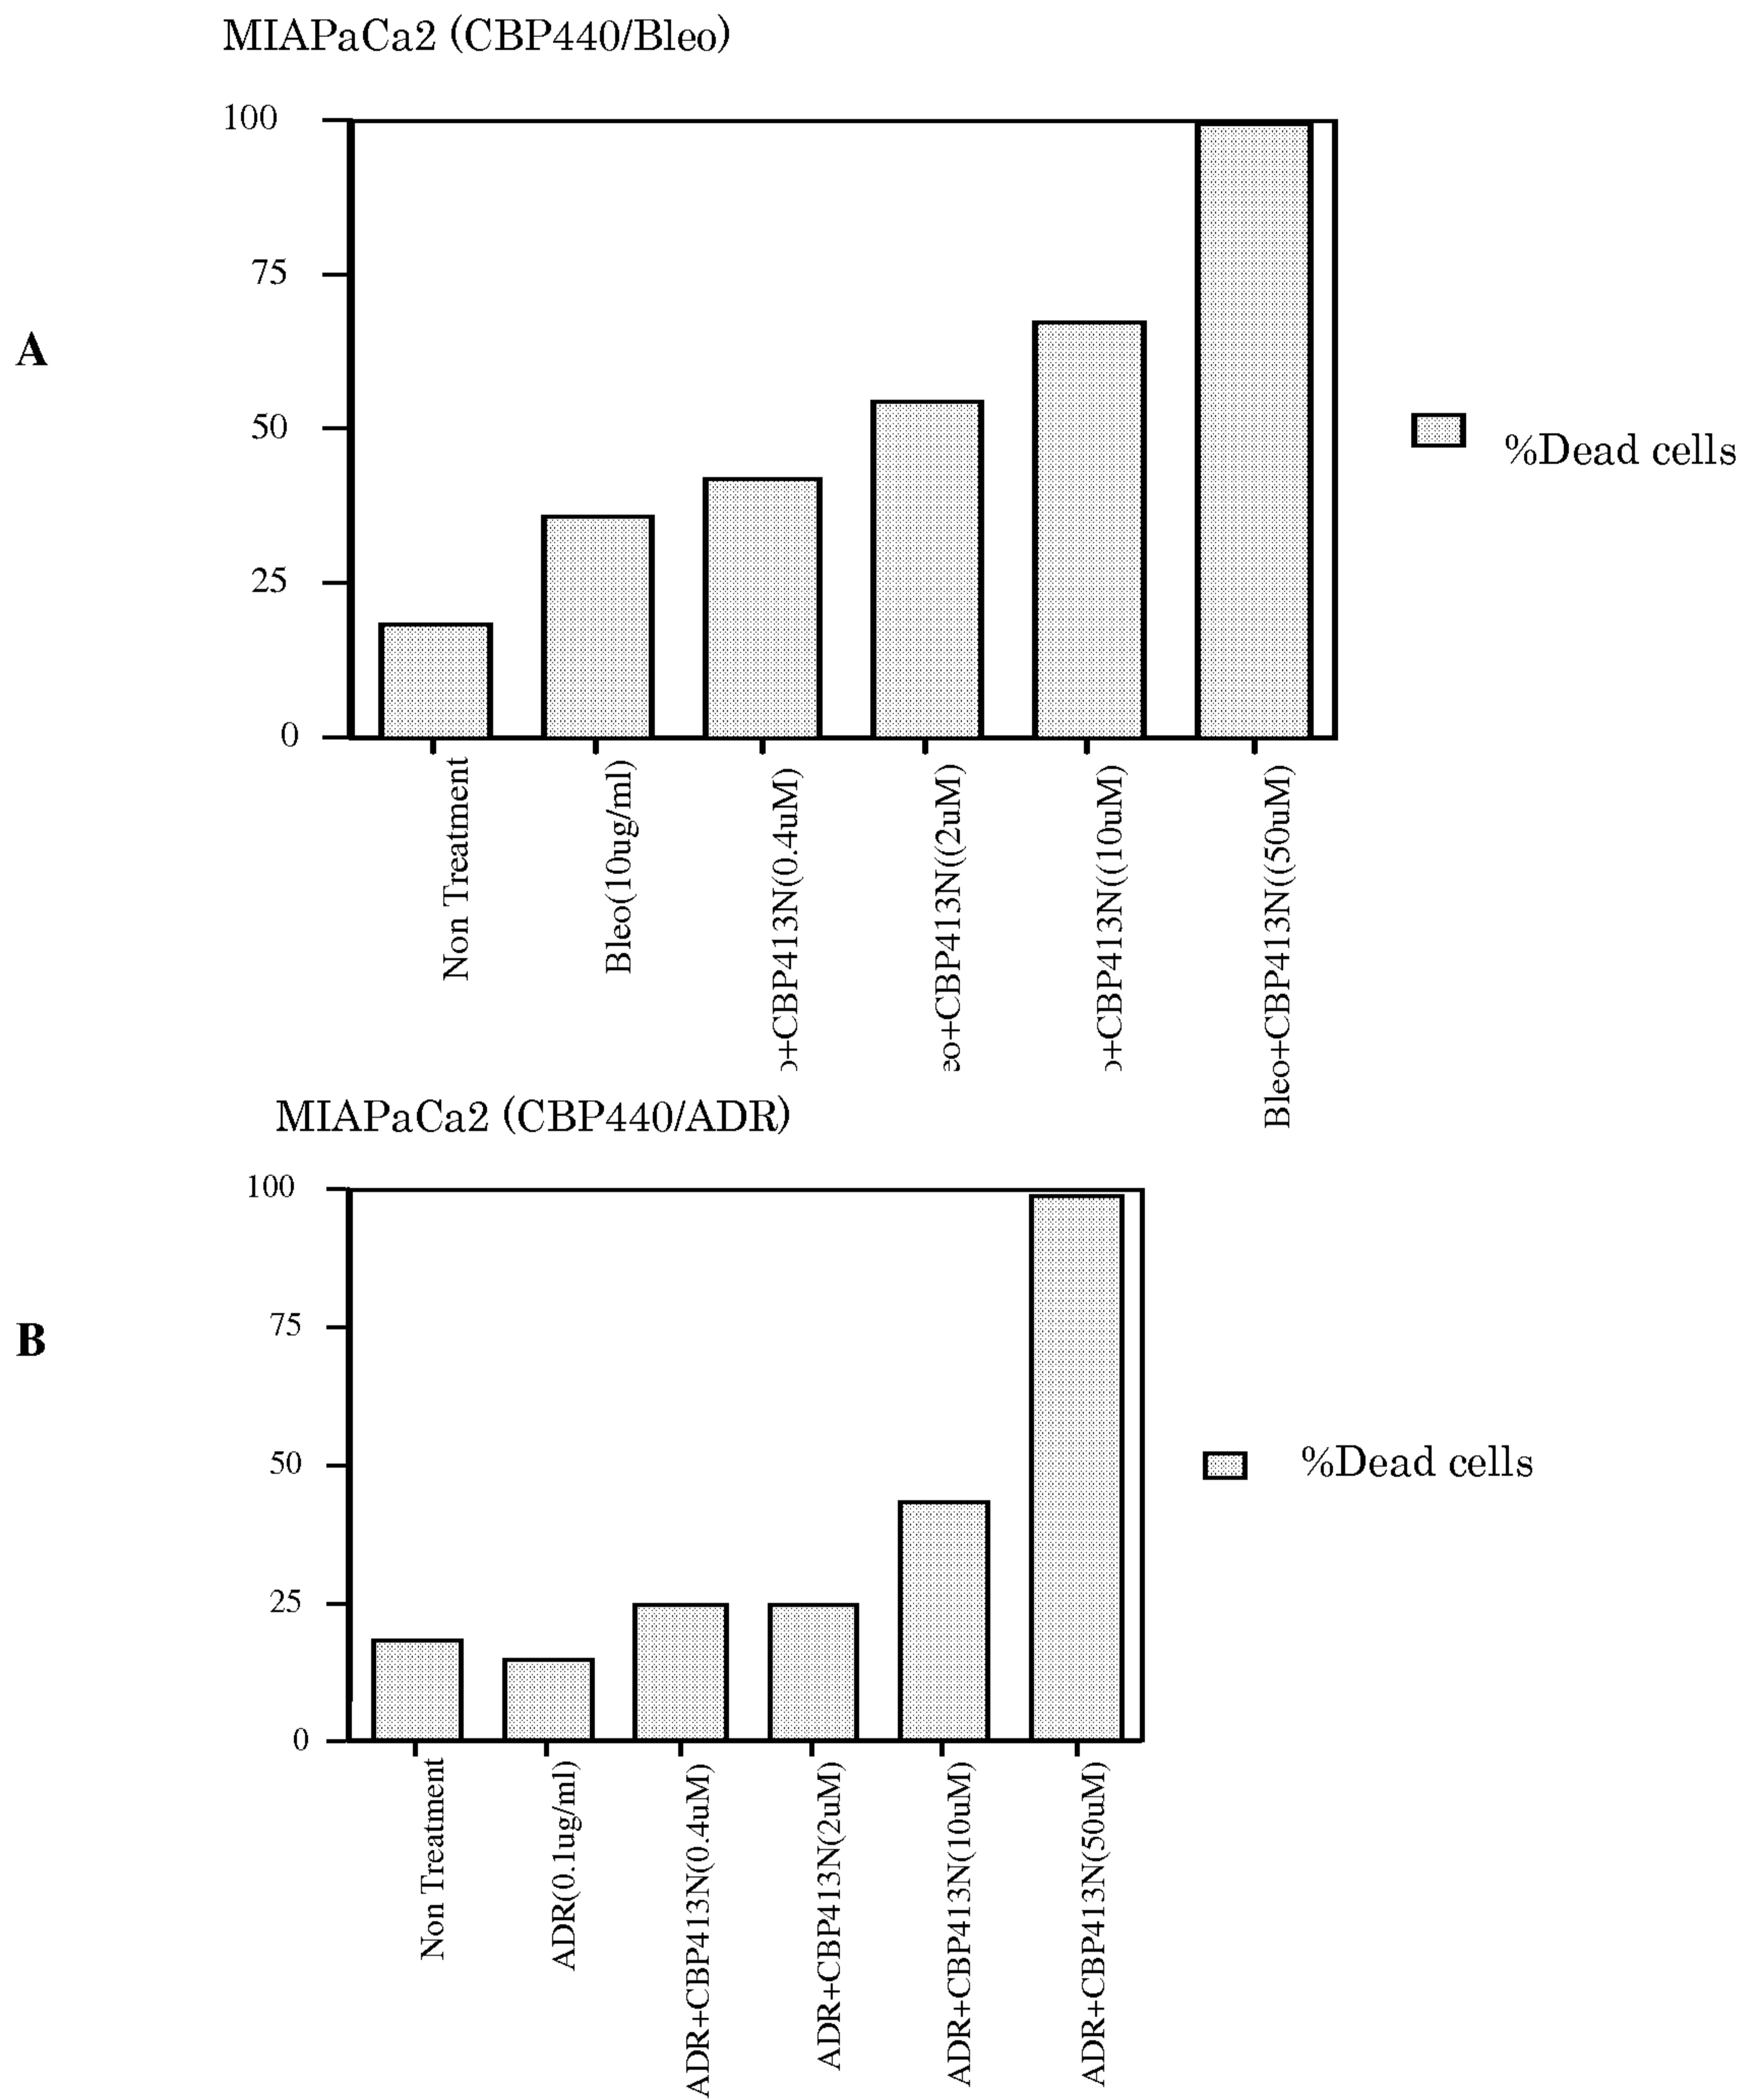 MIAPaCa2 (CBP440/Bleo)
100
75
50
25
0
A
%Dead cells
Non Treatment
Bleo(10ug/ml)
o+CBP413N(0.4uM)
eo+CBP413N((2uM)
o+CBP413N((10uM)
Bleo+CBP413N((50uM)
MIAPaCa2 (CBP440/ADR)
100
75
50
25
0
B
%Dead cells
Non Treatment
ADR(0.1ug/ml)
ADR+CBP413N(0.4uM)
ADR+CBP413N(2uM)
ADR+CBP413N(10uM)
ADR+CBP413N(50uM)